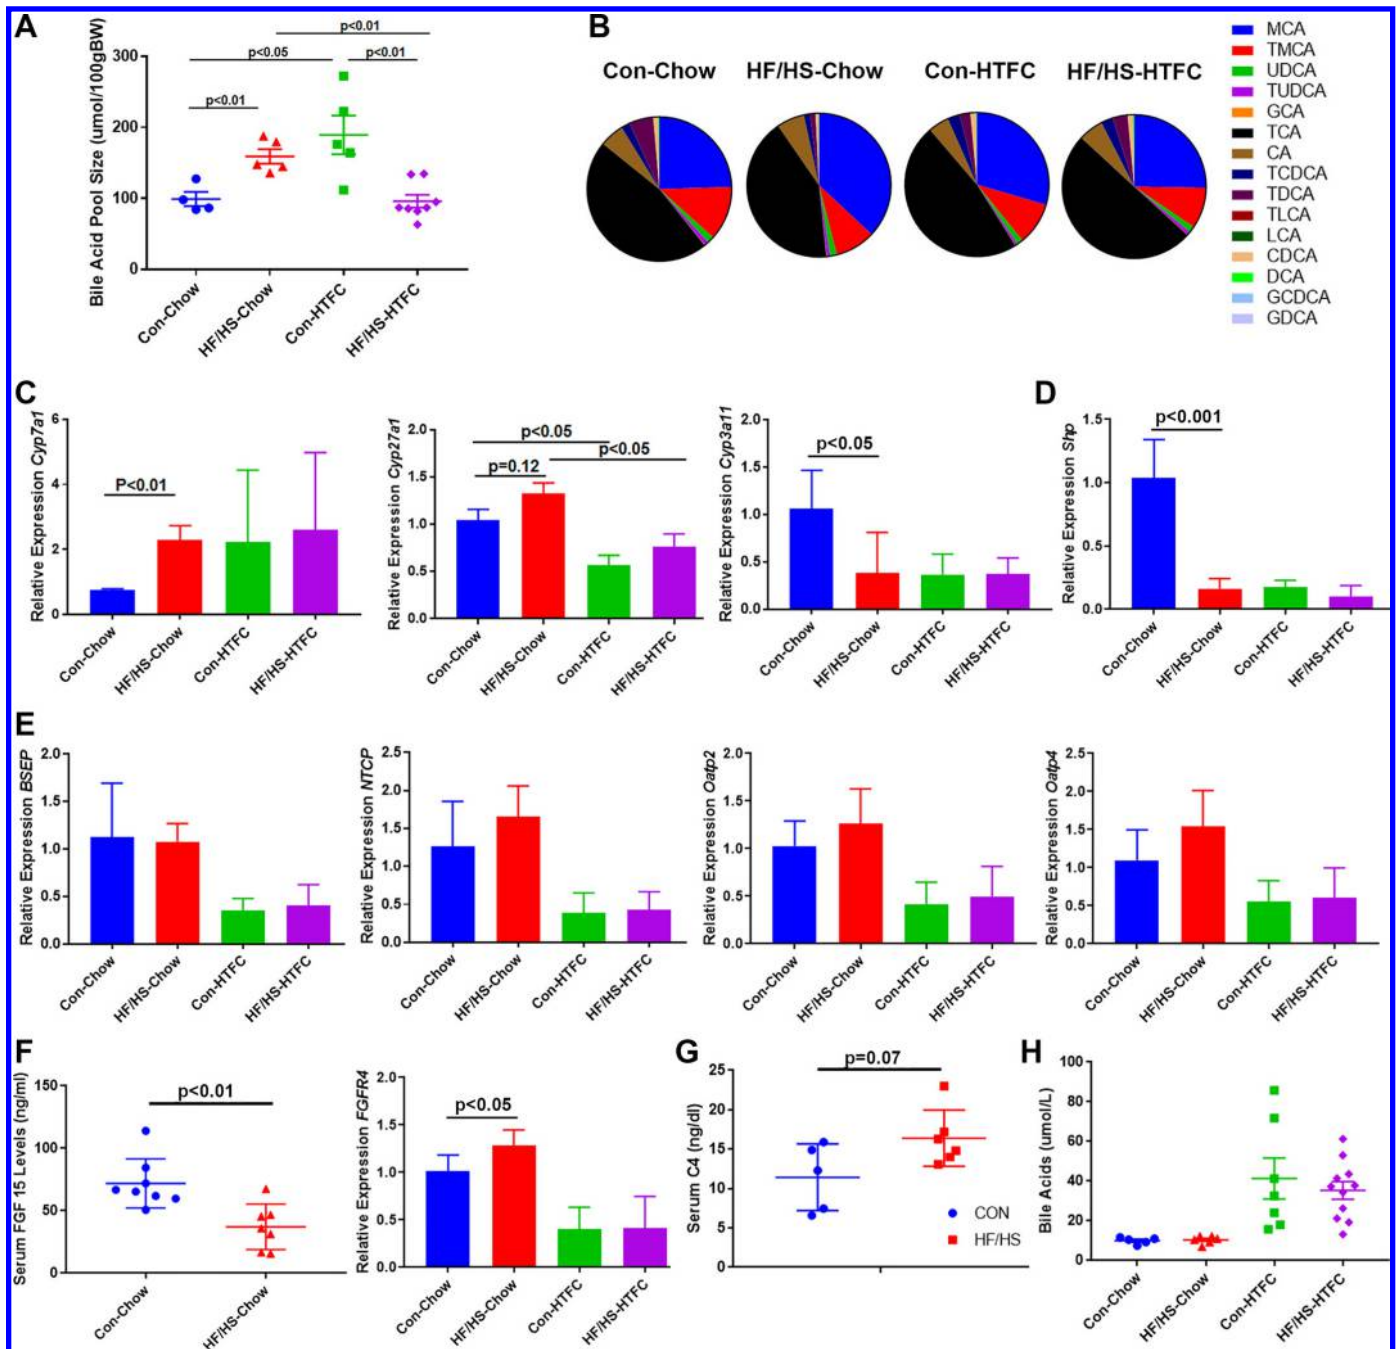 A
p<0.01
p<0.05
p<0.01
p<0.01
Bile Acid Pool Size (umol/100gBW)
300
200
100
0
Con-Chow
HF/HS-Chow
Con-HTFC
HF/HS-HTFC
B
Con-Chow
HF/HS-Chow
Con-HTFC
HF/HS-HTFC
MCA
TMCA
UDCA
TUDCA
GCA
TCA
CA
TCDCA
TDCA
TLCA
LCA
CDCA
DCA
GCDCA
GDCA
C
Relative Expression Cyp7a1
6
4
2
0
P<0.01
Con-Chow
HF/HS-Chow
Con-HTFC
HF/HS-HTFC
Relative Expression Cyp27a1
2.0
1.5
1.0
0.5
0.0
p<0.05
p<0.05
p=0.12
Con-Chow
HF/HS-Chow
Con-HTFC
HF/HS-HTFC
Relative Expression Cyp3a11
2.0
1.5
1.0
0.5
0.0
p<0.05
Con-Chow
HF/HS-Chow
Con-HTFC
HF/HS-HTFC
D
Relative Expression Shp
1.5
1.0
0.5
0.0
p<0.001
Con-Chow
HF/HS-Chow
Con-HTFC
HF/HS-HTFC
E
Relative Expression BSEP
2.0
1.5
1.0
0.5
0.0
Con-Chow
HF/HS-Chow
Con-HTFC
HF/HS-HTFC
Relative Expression NTCP
2.5
2.0
1.5
1.0
0.5
0.0
Con-Chow
HF/HS-Chow
Con-HTFC
HF/HS-HTFC
Relative Expression Oatp2
2.0
1.5
1.0
0.5
0.0
Con-Chow
HF/HS-Chow
Con-HTFC
HF/HS-HTFC
Relative Expression Oatp4
2.5
2.0
1.5
1.0
0.5
0.0
Con-Chow
HF/HS-Chow
Con-HTFC
HF/HS-HTFC
F
Serum FGF 15 Levels (ng/ml)
150
100
50
0
p<0.01
Con-Chow
HF/HS-Chow
Relative Expression FGFR4
2.0
1.5
1.0
0.5
0.0
p<0.05
Con-Chow
HF/HS-Chow
Con-HTFC
HF/HS-HTFC
G
Serum C4 (ng/dl)
25
20
15
10
5
0
p=0.07
CON
HF/HS
H
Bile Acids (umol/L)
100
80
60
40
20
0
Con-Chow
HF/HS-Chow
Con-HTFC
HF/HS-HTFC